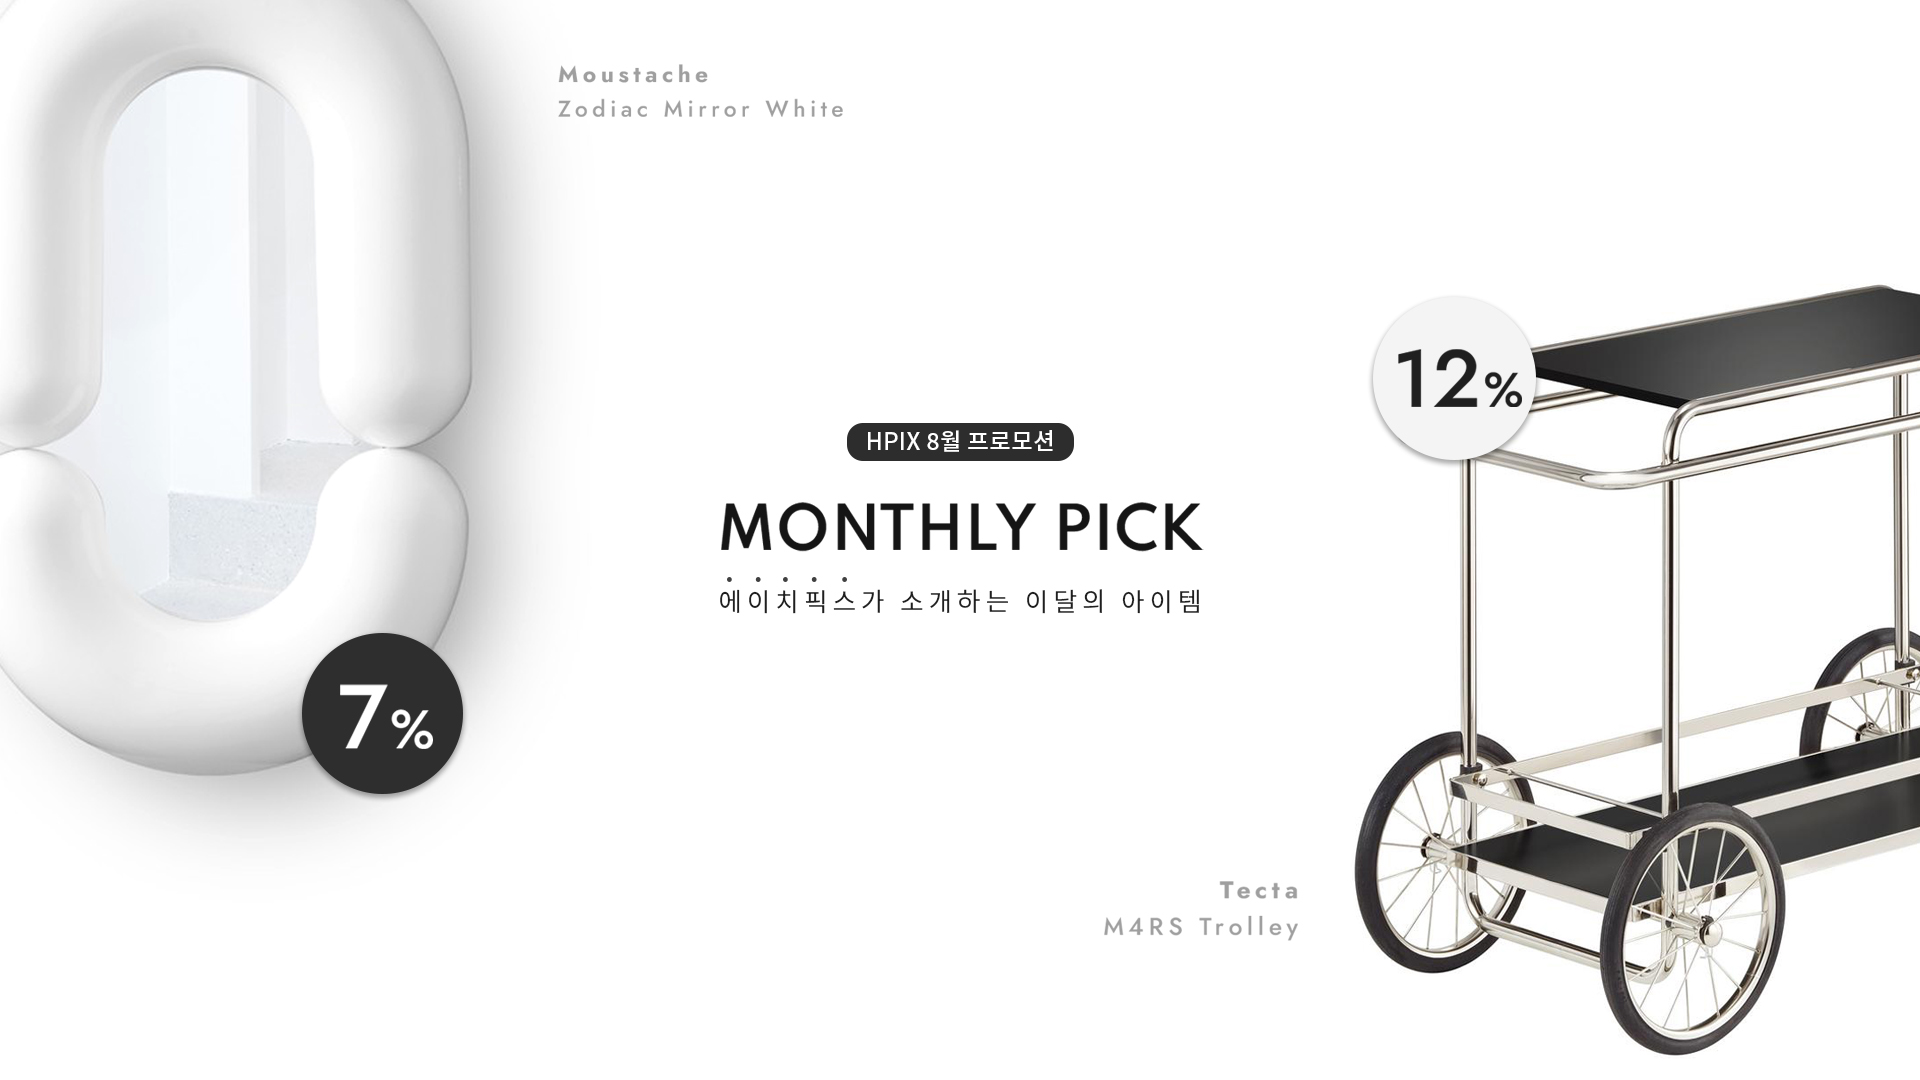 Moustache
Zodiac Mirror White
12%
HPIX 8월 프로모션
MONTHLY PICK
에이치픽스가 소개하는 이달의 아이템
7%
Tecta
M4RS Trolley